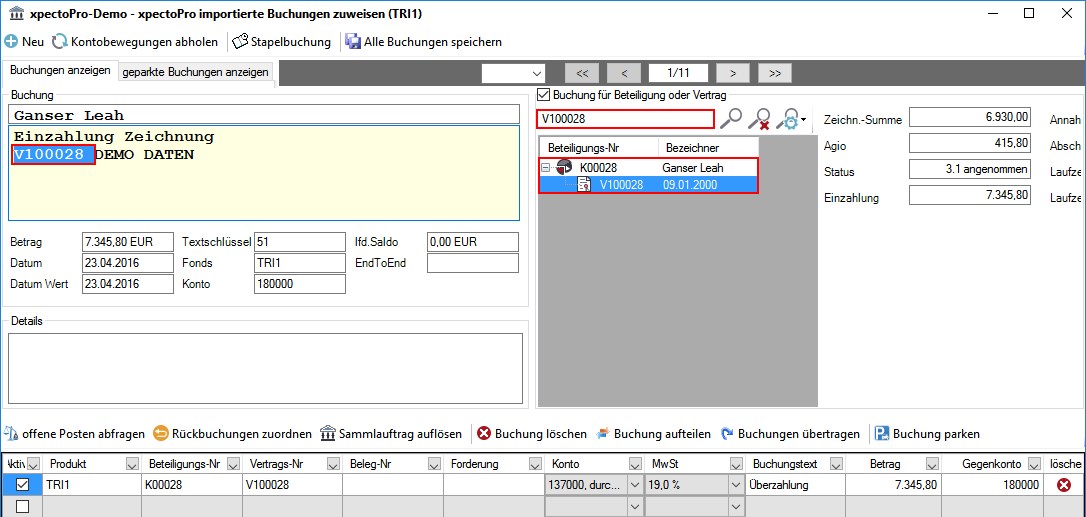 xpectoPro-Demo - xpectoPro importierte Buchungen zuweisen (TRI1)
Neu Kontobewegungen abholen Stapelbuchung Alle Buchungen speichern
Buchungen anzeigen geparkte Buchungen anzeigen << < 1/11 > >>
Buchung
Ganser Leah
Einzahlung Zeichnung
V100028 DEMO DATEN
Betrag 7.345,80 EUR Textschlüssel 51 lfd.Saldo 0,00 EUR
Datum 23.04.2016 Fonds TRI1 EndToEnd
Datum Wert 23.04.2016 Konto 180000
Details
Buchung für Beteiligung oder Vertrag
V100028
Beteiligungs-Nr Bezeichner
K00028 Ganser Leah
V100028 09.01.2000
Zeichn.-Summe 6.930,00 Annah
Agio 415,80 Absch
Status 3.1 angenommen Laufze
Einzahlung 7.345,80 Laufze
offene Posten abfragen Rückbuchungen zuordnen Sammlauftrag auflösen Buchung löschen Buchung aufteilen Buchungen übertragen Buchung parken
Aktiv Produkt Beteiligungs-Nr Vertrags-Nr Beleg-Nr Forderung Konto MwSt Buchungstext Betrag Gegenkonto lösche
TRI1 K00028 V100028 137000, durc... 19,0 % Überzahlung 7.345,80 180000